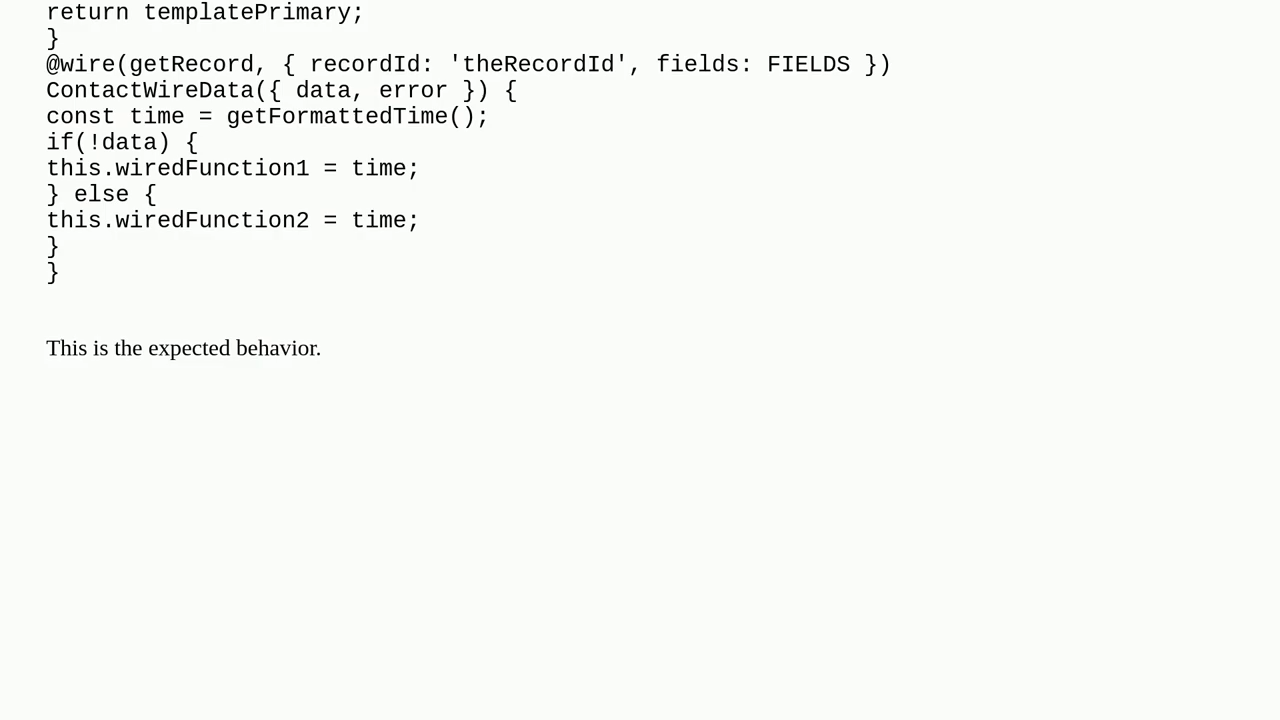 return templatePrimary;
}
@wire(getRecord, { recordId: 'theRecordId', fields: FIELDS })
ContactWireData({ data, error }) {
const time = getFormattedTime();
if(!data) {
this.wiredFunction1 = time;
} else {
this.wiredFunction2 = time;
}
}
This is the expected behavior.